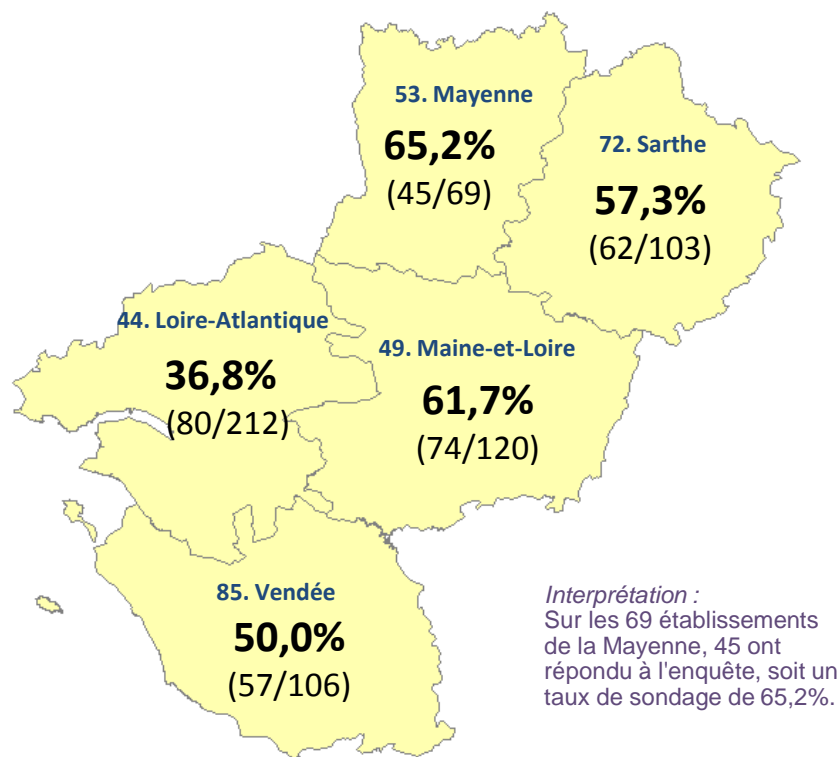 53. Mayenne
65,2%
(45/69)
72. Sarthe
57,3%
(62/103)
44. Loire-Atlantique
36,8%
(80/212)
49. Maine-et-Loire
61,7%
(74/120)
85. Vendée
50,0%
(57/106)
Interprétation :
Sur les 69 établissements
de la Mayenne, 45 ont
répondu à l'enquête, soit un
taux de sondage de 65,2%.